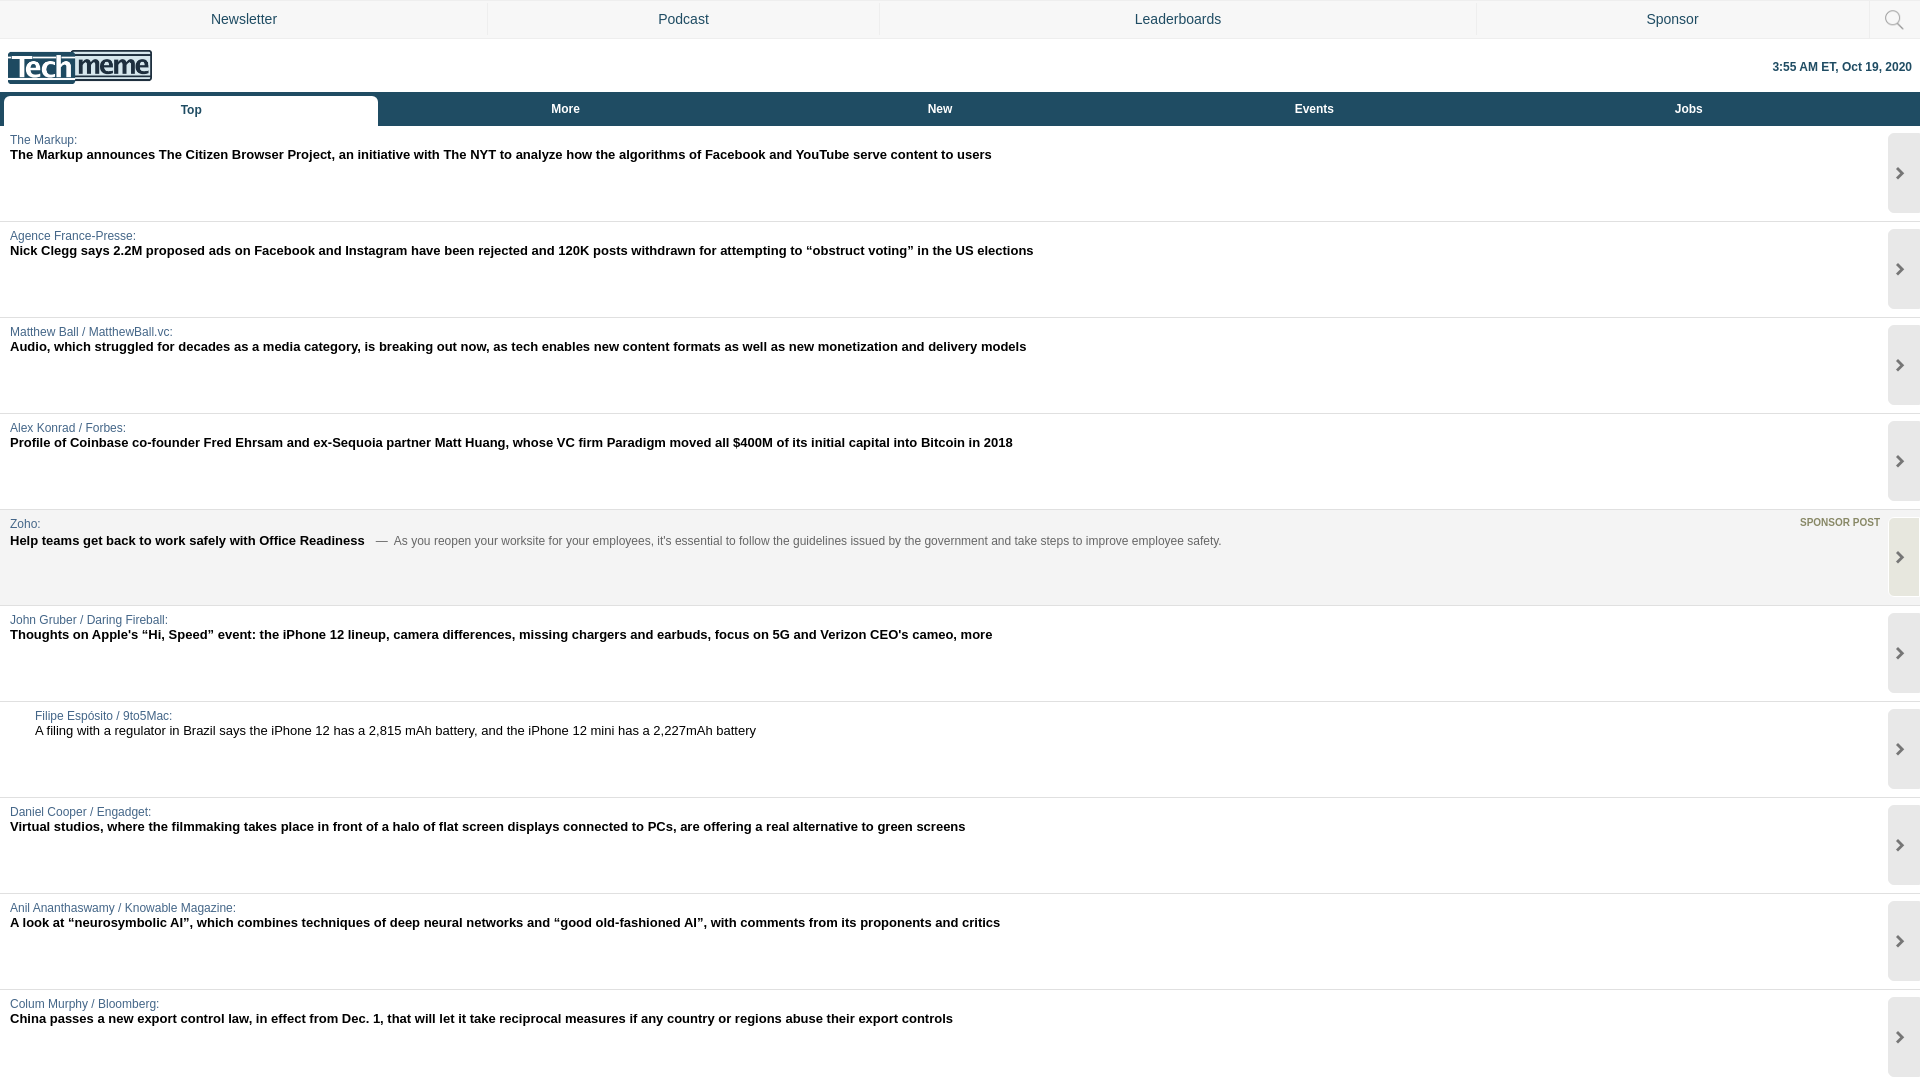 Newsletter
Podcast
Leaderboards
Sponsor
Techmeme
3:55 AM ET, Oct 19, 2020
Top
More
New
Events
Jobs
The Markup:
The Markup announces The Citizen Browser Project, an initiative with The NYT to analyze how the algorithms of Facebook and YouTube serve content to users
Agence France-Presse:
Nick Clegg says 2.2M proposed ads on Facebook and Instagram have been rejected and 120K posts withdrawn for attempting to “obstruct voting” in the US elections
Matthew Ball / MatthewBall.vc:
Audio, which struggled for decades as a media category, is breaking out now, as tech enables new content formats as well as new monetization and delivery models
Alex Konrad / Forbes:
Profile of Coinbase co-founder Fred Ehrsam and ex-Sequoia partner Matt Huang, whose VC firm Paradigm moved all $400M of its initial capital into Bitcoin in 2018
Zoho:
SPONSOR POST
Help teams get back to work safely with Office Readiness — As you reopen your worksite for your employees, it's essential to follow the guidelines issued by the government and take steps to improve employee safety.
John Gruber / Daring Fireball:
Thoughts on Apple's “Hi, Speed” event: the iPhone 12 lineup, camera differences, missing chargers and earbuds, focus on 5G and Verizon CEO's cameo, more
Filipe Espósito / 9to5Mac:
A filing with a regulator in Brazil says the iPhone 12 has a 2,815 mAh battery, and the iPhone 12 mini has a 2,227mAh battery
Daniel Cooper / Engadget:
Virtual studios, where the filmmaking takes place in front of a halo of flat screen displays connected to PCs, are offering a real alternative to green screens
Anil Ananthaswamy / Knowable Magazine:
A look at “neurosymbolic AI”, which combines techniques of deep neural networks and “good old-fashioned AI”, with comments from its proponents and critics
Colum Murphy / Bloomberg:
China passes a new export control law, in effect from Dec. 1, that will let it take reciprocal measures if any country or regions abuse their export controls